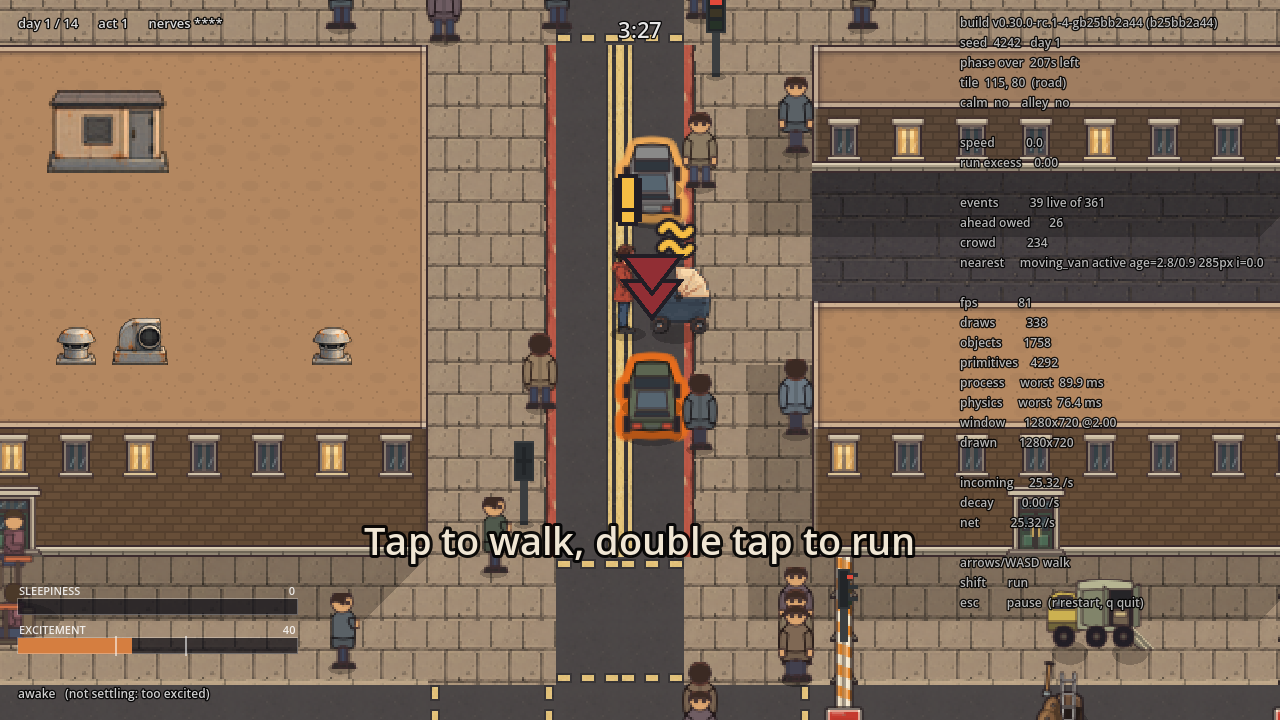 day 1 / 14 act 1 nerves ****
3:27
build v0.30.0-rc.1-4-gb25bb2a44 (b25bb2a44)
seed 4242 day 1
phase over 207s left
tile 115, 80 (road)
calm no alley no
speed 0.0
run excess 0.00
events 39 live of 361
ahead owed 26
crowd 234
nearest moving_van active age=2.8/0.9 285px i=0.0
fps 81
draws 338
objects 1758
primitives 4292
process worst 89.9 ms
physics worst 76.4 ms
window 1280x720 @2.00
drawn 1280x720
incoming 25.32 /s
decay 0.00 /s
net 25.32 /s
arrows/WASD walk
shift run
esc pause (r restart, q quit)
Tap to walk, double tap to run
SLEEPINESS 0
EXCITEMENT 40
awake (not settling: too excited)